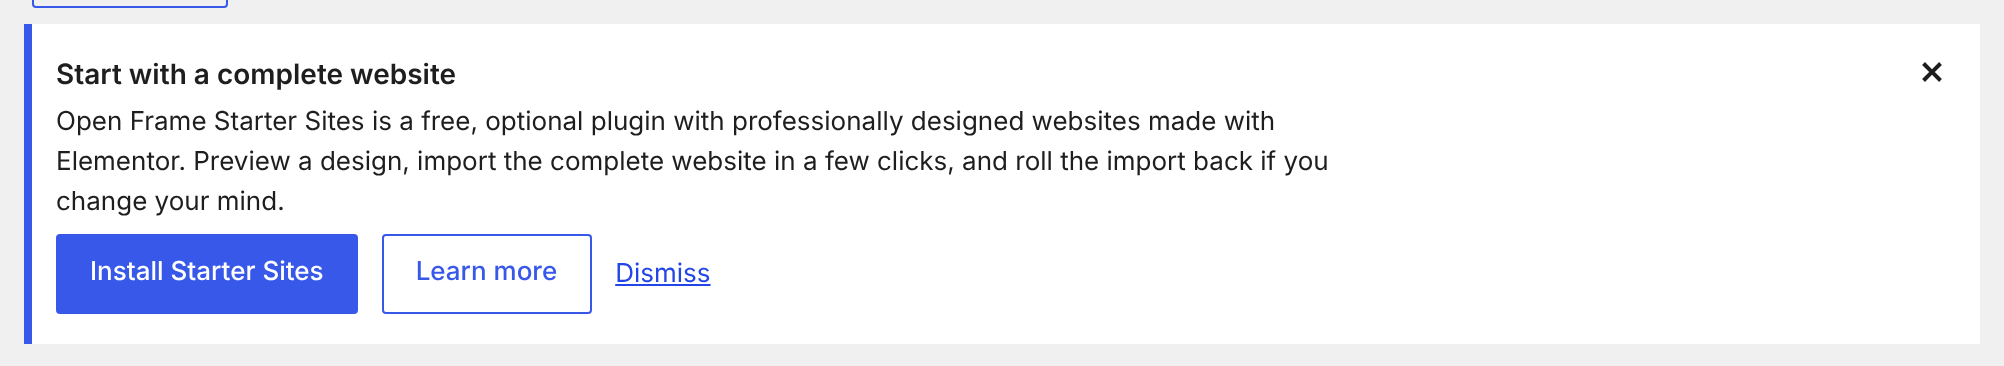 Start with a complete website
Open Frame Starter Sites is a free, optional plugin with professionally designed websites made with
Elementor. Preview a design, import the complete website in a few clicks, and roll the import back if you
change your mind.
Install Starter Sites
Learn more
Dismiss